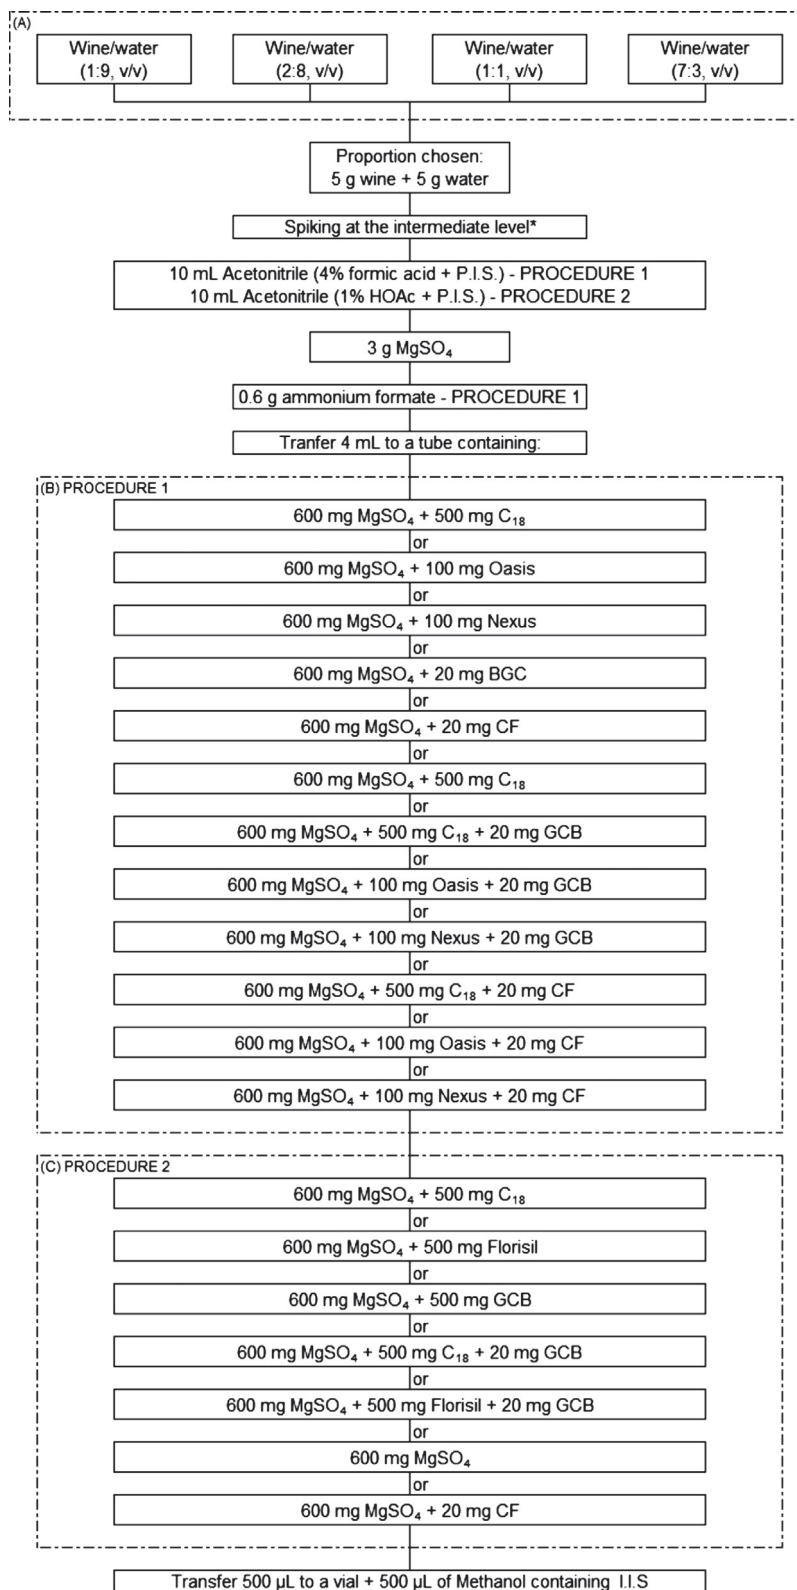 (A)
Wine/water
(1:9, v/v)
Wine/water
(2:8, v/v)
Wine/water
(1:1, v/v)
Wine/water
(7:3, v/v)
Proportion chosen:
5 g wine + 5 g water
Spiking at the intermediate level*
10 mL Acetonitrile (4% formic acid + P.I.S.) - PROCEDURE 1
10 mL Acetonitrile (1% HOAc + P.I.S.) - PROCEDURE 2
3 g MgSO₄
0.6 g ammonium formate - PROCEDURE 1
Tranfer 4 mL to a tube containing:
(B) PROCEDURE 1
600 mg MgSO₄ + 500 mg C₁₈
or
600 mg MgSO₄ + 100 mg Oasis
or
600 mg MgSO₄ + 100 mg Nexus
or
600 mg MgSO₄ + 20 mg BGC
or
600 mg MgSO₄ + 20 mg CF
or
600 mg MgSO₄ + 500 mg C₁₈
or
600 mg MgSO₄ + 500 mg C₁₈ + 20 mg GCB
or
600 mg MgSO₄ + 100 mg Oasis + 20 mg GCB
or
600 mg MgSO₄ + 100 mg Nexus + 20 mg GCB
or
600 mg MgSO₄ + 500 mg C₁₈ + 20 mg CF
or
600 mg MgSO₄ + 100 mg Oasis + 20 mg CF
or
600 mg MgSO₄ + 100 mg Nexus + 20 mg CF
(C) PROCEDURE 2
600 mg MgSO₄ + 500 mg C₁₈
or
600 mg MgSO₄ + 500 mg Florisil
or
600 mg MgSO₄ + 500 mg GCB
or
600 mg MgSO₄ + 500 mg C₁₈ + 20 mg GCB
or
600 mg MgSO₄ + 500 mg Florisil + 20 mg GCB
or
600 mg MgSO₄
or
600 mg MgSO₄ + 20 mg CF
Transfer 500 µL to a vial + 500 µL of Methanol containing I.I.S